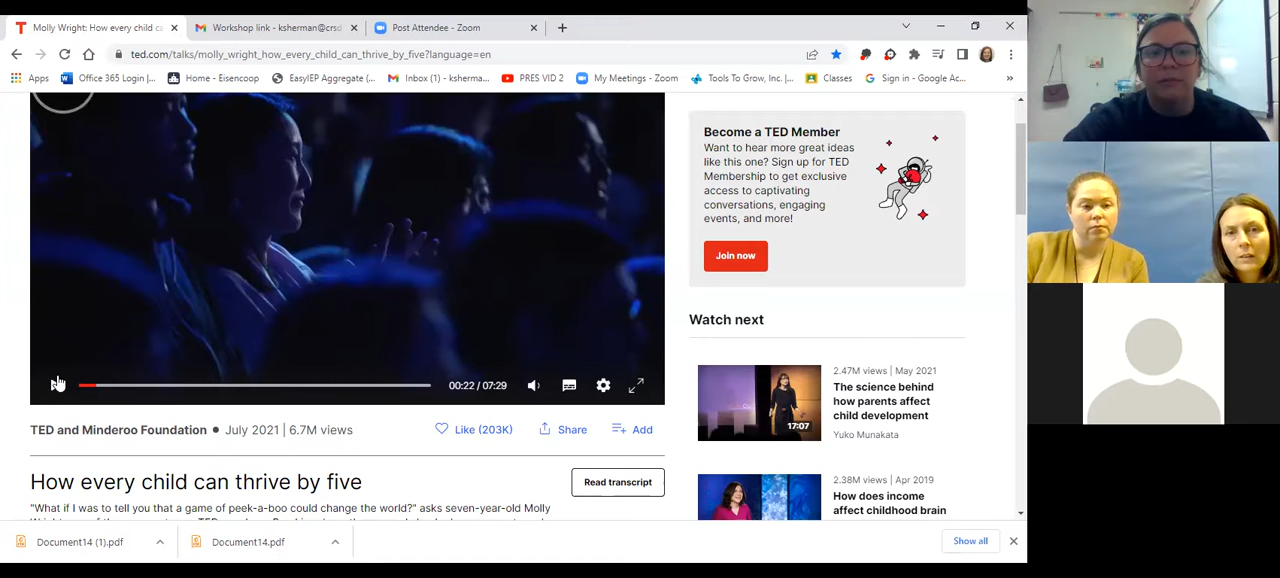 Molly Wright: How every child ca
Workshop link - ksherman@crsd
Post Attendee - Zoom
ted.com/talks/molly_wright_how_every_child_can_thrive_by_five?language=en
Apps
Office 365 Login |...
Home - Eisencoop
EasyIEP Aggregate (...
Inbox (1) - ksherma...
PRES VID 2
My Meetings - Zoom
Tools To Grow, Inc. |...
Classes
Sign in - Google Ac...
»
Become a TED Member
Want to hear more great ideas
like this one? Sign up for TED
Membership to get exclusive
access to captivating
conversations, engaging
events, and more!
Join now
Watch next
00:22 / 07:29
2.47M views | May 2021
The science behind
how parents affect
child development
17:07
Yuko Munakata
TED and Minderoo Foundation • July 2021 | 6.7M views
Like (203K)
Share
Add
How every child can thrive by five
Read transcript
"What if I was to tell you that a game of peek-a-boo could change the world?" asks seven-year-old Molly
2.38M views | Apr 2019
How does income
affect childhood brain
Document14 (1).pdf
Document14.pdf
Show all